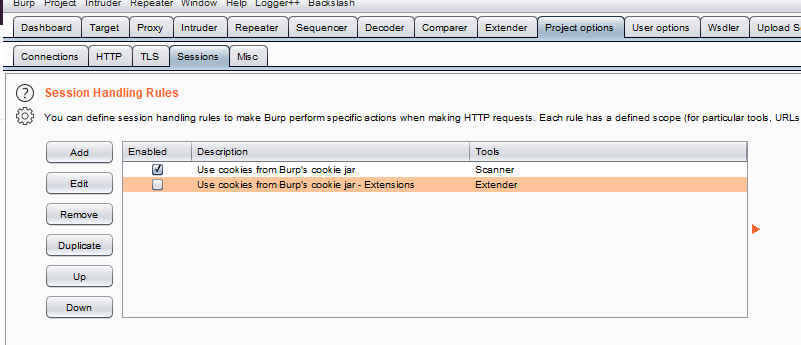 Burp Project Intruder Repeater Window Help Logger++ Backslash
Dashboard Target Proxy Intruder Repeater Sequencer Decoder Comparer Extender Project options User options Wsdler Upload S
Connections HTTP TLS Sessions Misc
? Session Handling Rules
You can define session handling rules to make Burp perform specific actions when making HTTP requests. Each rule has a defined scope (for particular tools, URLs
Add
Edit
Remove
Duplicate
Up
Down
Enabled Description Tools
Use cookies from Burp's cookie jar Scanner
Use cookies from Burp's cookie jar - Extensions Extender